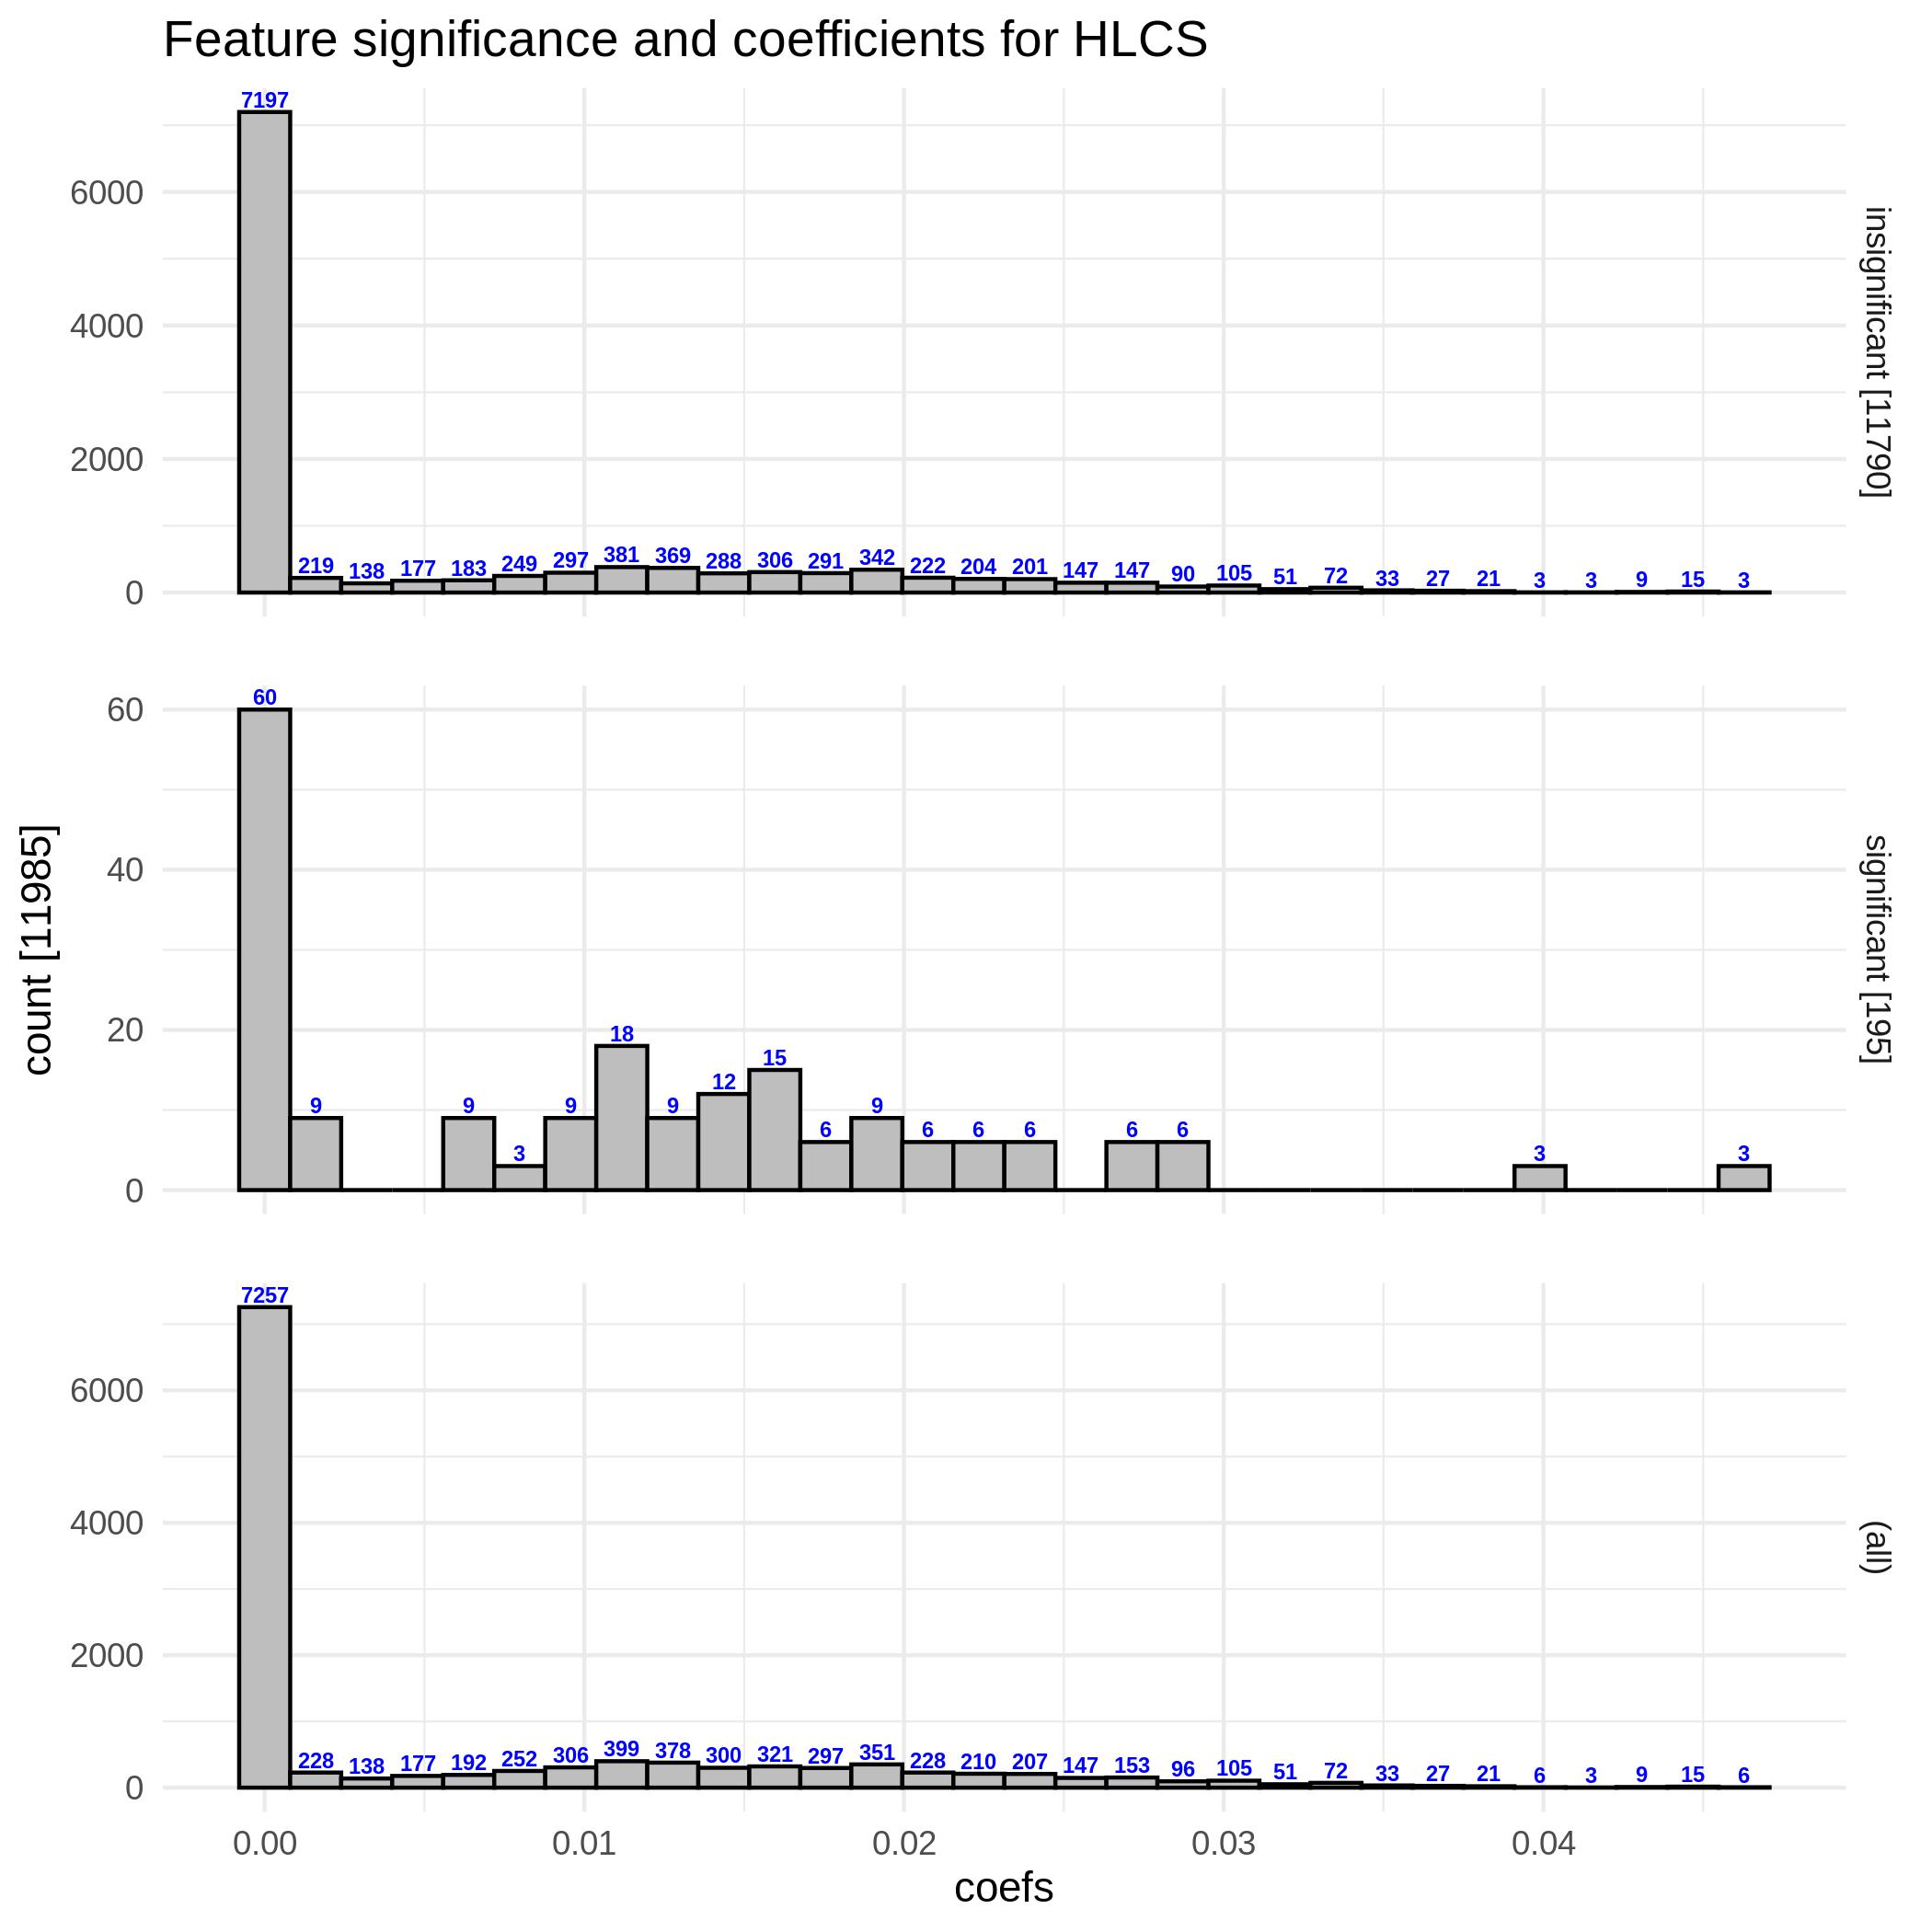 Feature significance and coefficients for HLCS
7197
6000
4000
2000
0
219 138 177 183 249 297 381 369 288 306 291 342 222 204 201 147 147 90 105 51 72 33 27 21 3 3 9 15 3
insignificant [11790]
count [11985]
60
60
40
20
0
9 9 3 9 18 9 12 15 6 9 6 6 6 6 6 3 3
significant [195]
7257
6000
4000
2000
0
228 138 177 192 252 306 399 378 300 321 297 351 228 210 207 147 153 96 105 51 72 33 27 21 6 3 9 15 6
(all)
0.00 0.01 0.02 0.03 0.04
coefs